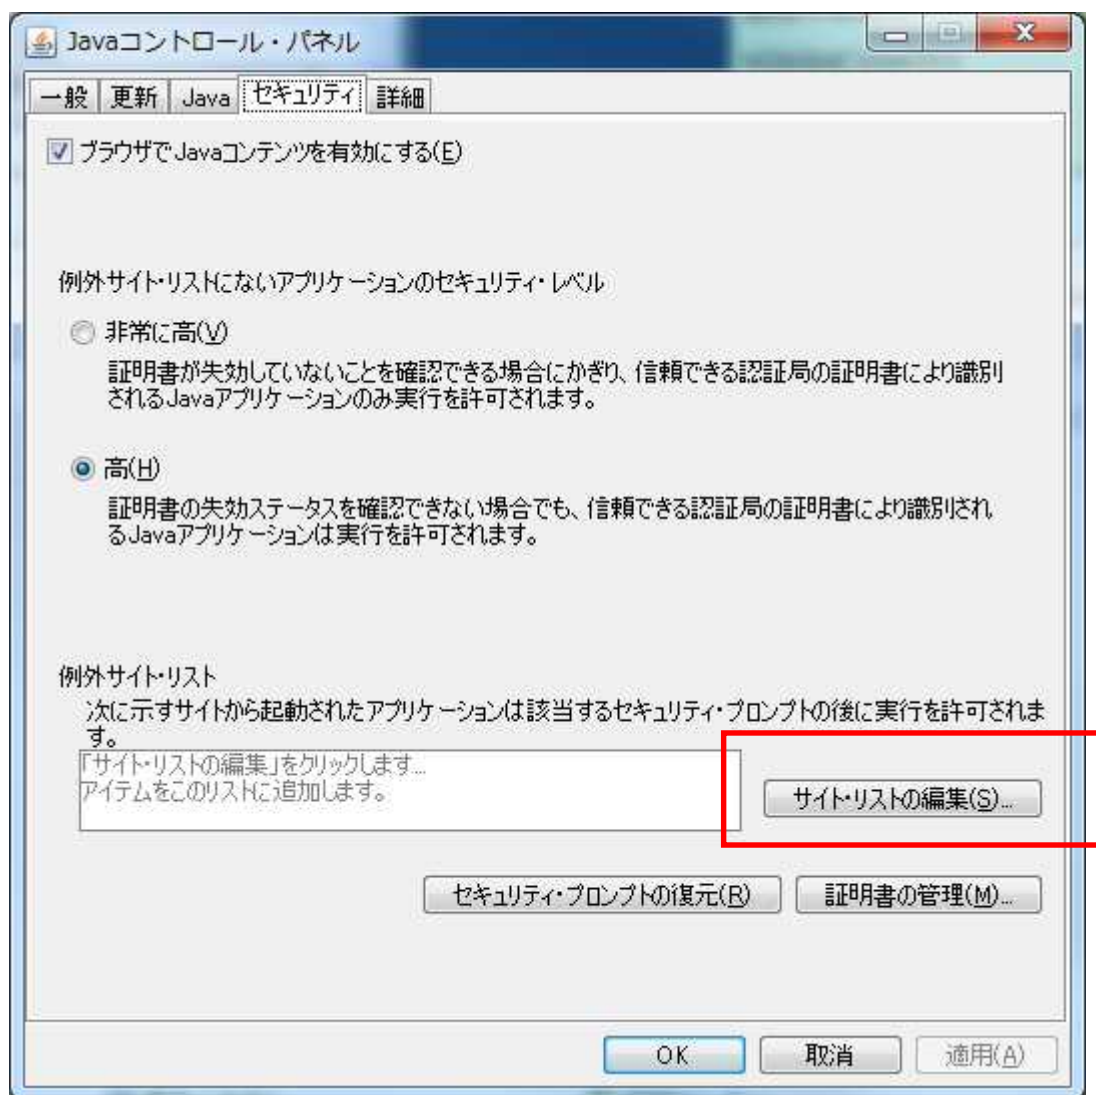 Javaコントロール・パネル
一般 更新 Java セキュリティ 詳細
ブラウザでJavaコンテンツを有効にする(E)
例外サイト・リストにないアプリケーションのセキュリティ・レベル
非常に高(V)
証明書が失効していないことを確認できる場合にかぎり、信頼できる認証局の証明書により識別
されるJavaアプリケーションのみ実行を許可されます。
高(H)
証明書の失効ステータスを確認できない場合でも、信頼できる認証局の証明書により識別され
るJavaアプリケーションは実行を許可されます。
例外サイト・リスト
次に示すサイトから起動されたアプリケーションは該当するセキュリティ・プロンプトの後に実行を許可されま
す。
「サイト・リストの編集」をクリックします...
アイテムをこのリストに追加します。
サイト・リストの編集(S)...
セキュリティ・プロンプトの復元(R) 証明書の管理(M)...
OK 取消 適用(A)